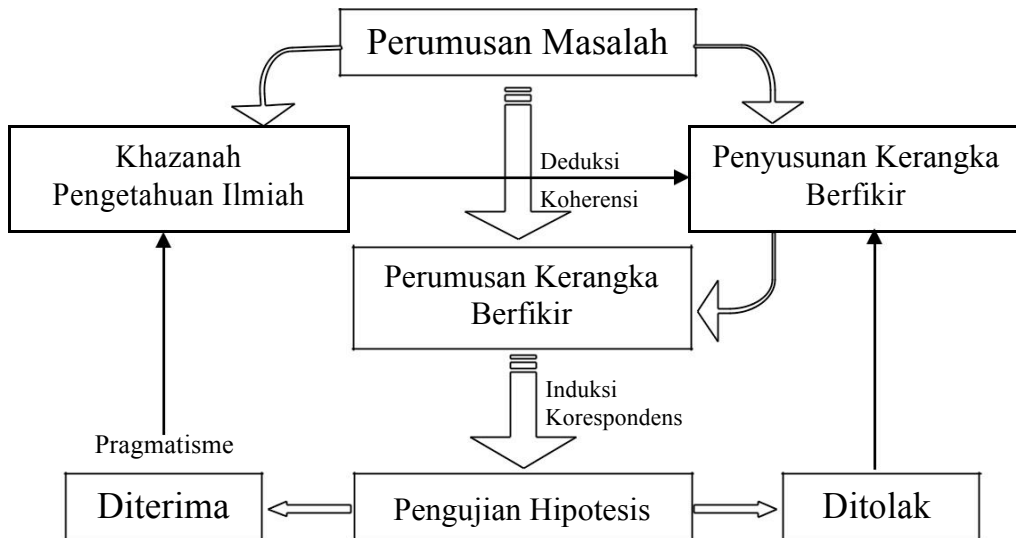 Perumusan Masalah
Khazanah
Pengetahuan Ilmiah
Deduksi
Koherensi
Penyusunan Kerangka
Berfikir
Perumusan Kerangka
Berfikir
Induksi
Korespondens
Pragmatisme
Diterima
Pengujian Hipotesis
Ditolak